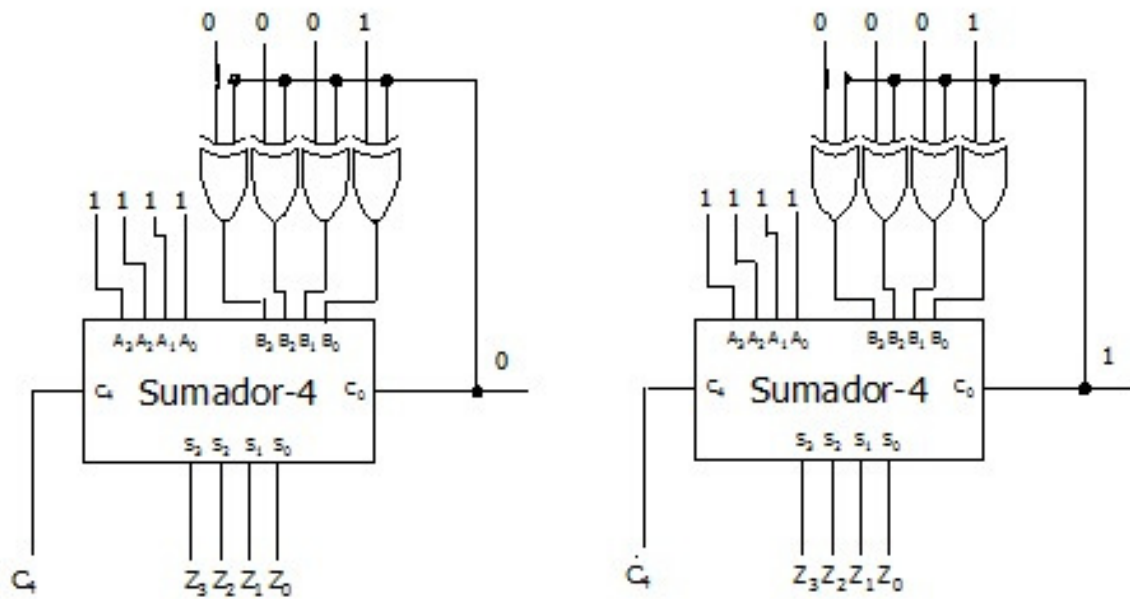 0 0 0 1
1 1 1 1
A3 A2 A1 A0 B3 B2 B1 B0
0
C4 Sumador-4 C0
S3 S2 S1 S0
C4 Z3 Z2 Z1 Z0
0 0 0 1
1 1 1 1
A3 A2 A1 A0 B3 B2 B1 B0
1
C4 Sumador-4 C0
S3 S2 S1 S0
C4 Z3 Z2 Z1 Z0